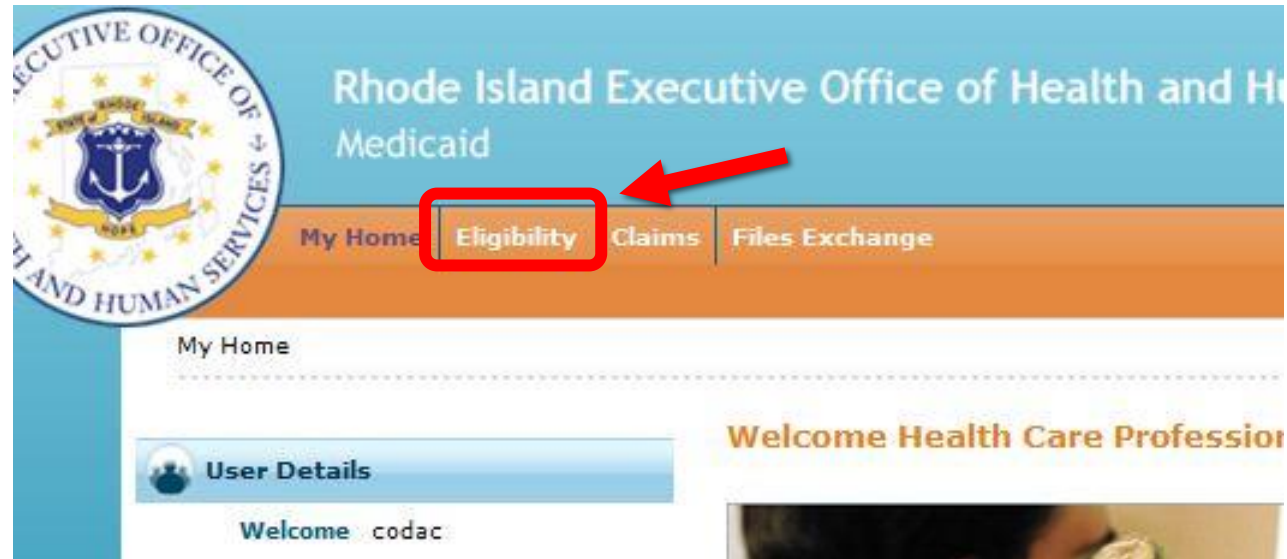 EXECUTIVE OFFICE OF
HEALTH AND HUMAN SERVICES
RHODE
STATE OF ISLAND
HOPE
Rhode Island Executive Office of Health and Hu
Medicaid
My Home Eligibility Claims Files Exchange
My Home
User Details
Welcome codac
Welcome Health Care Profession